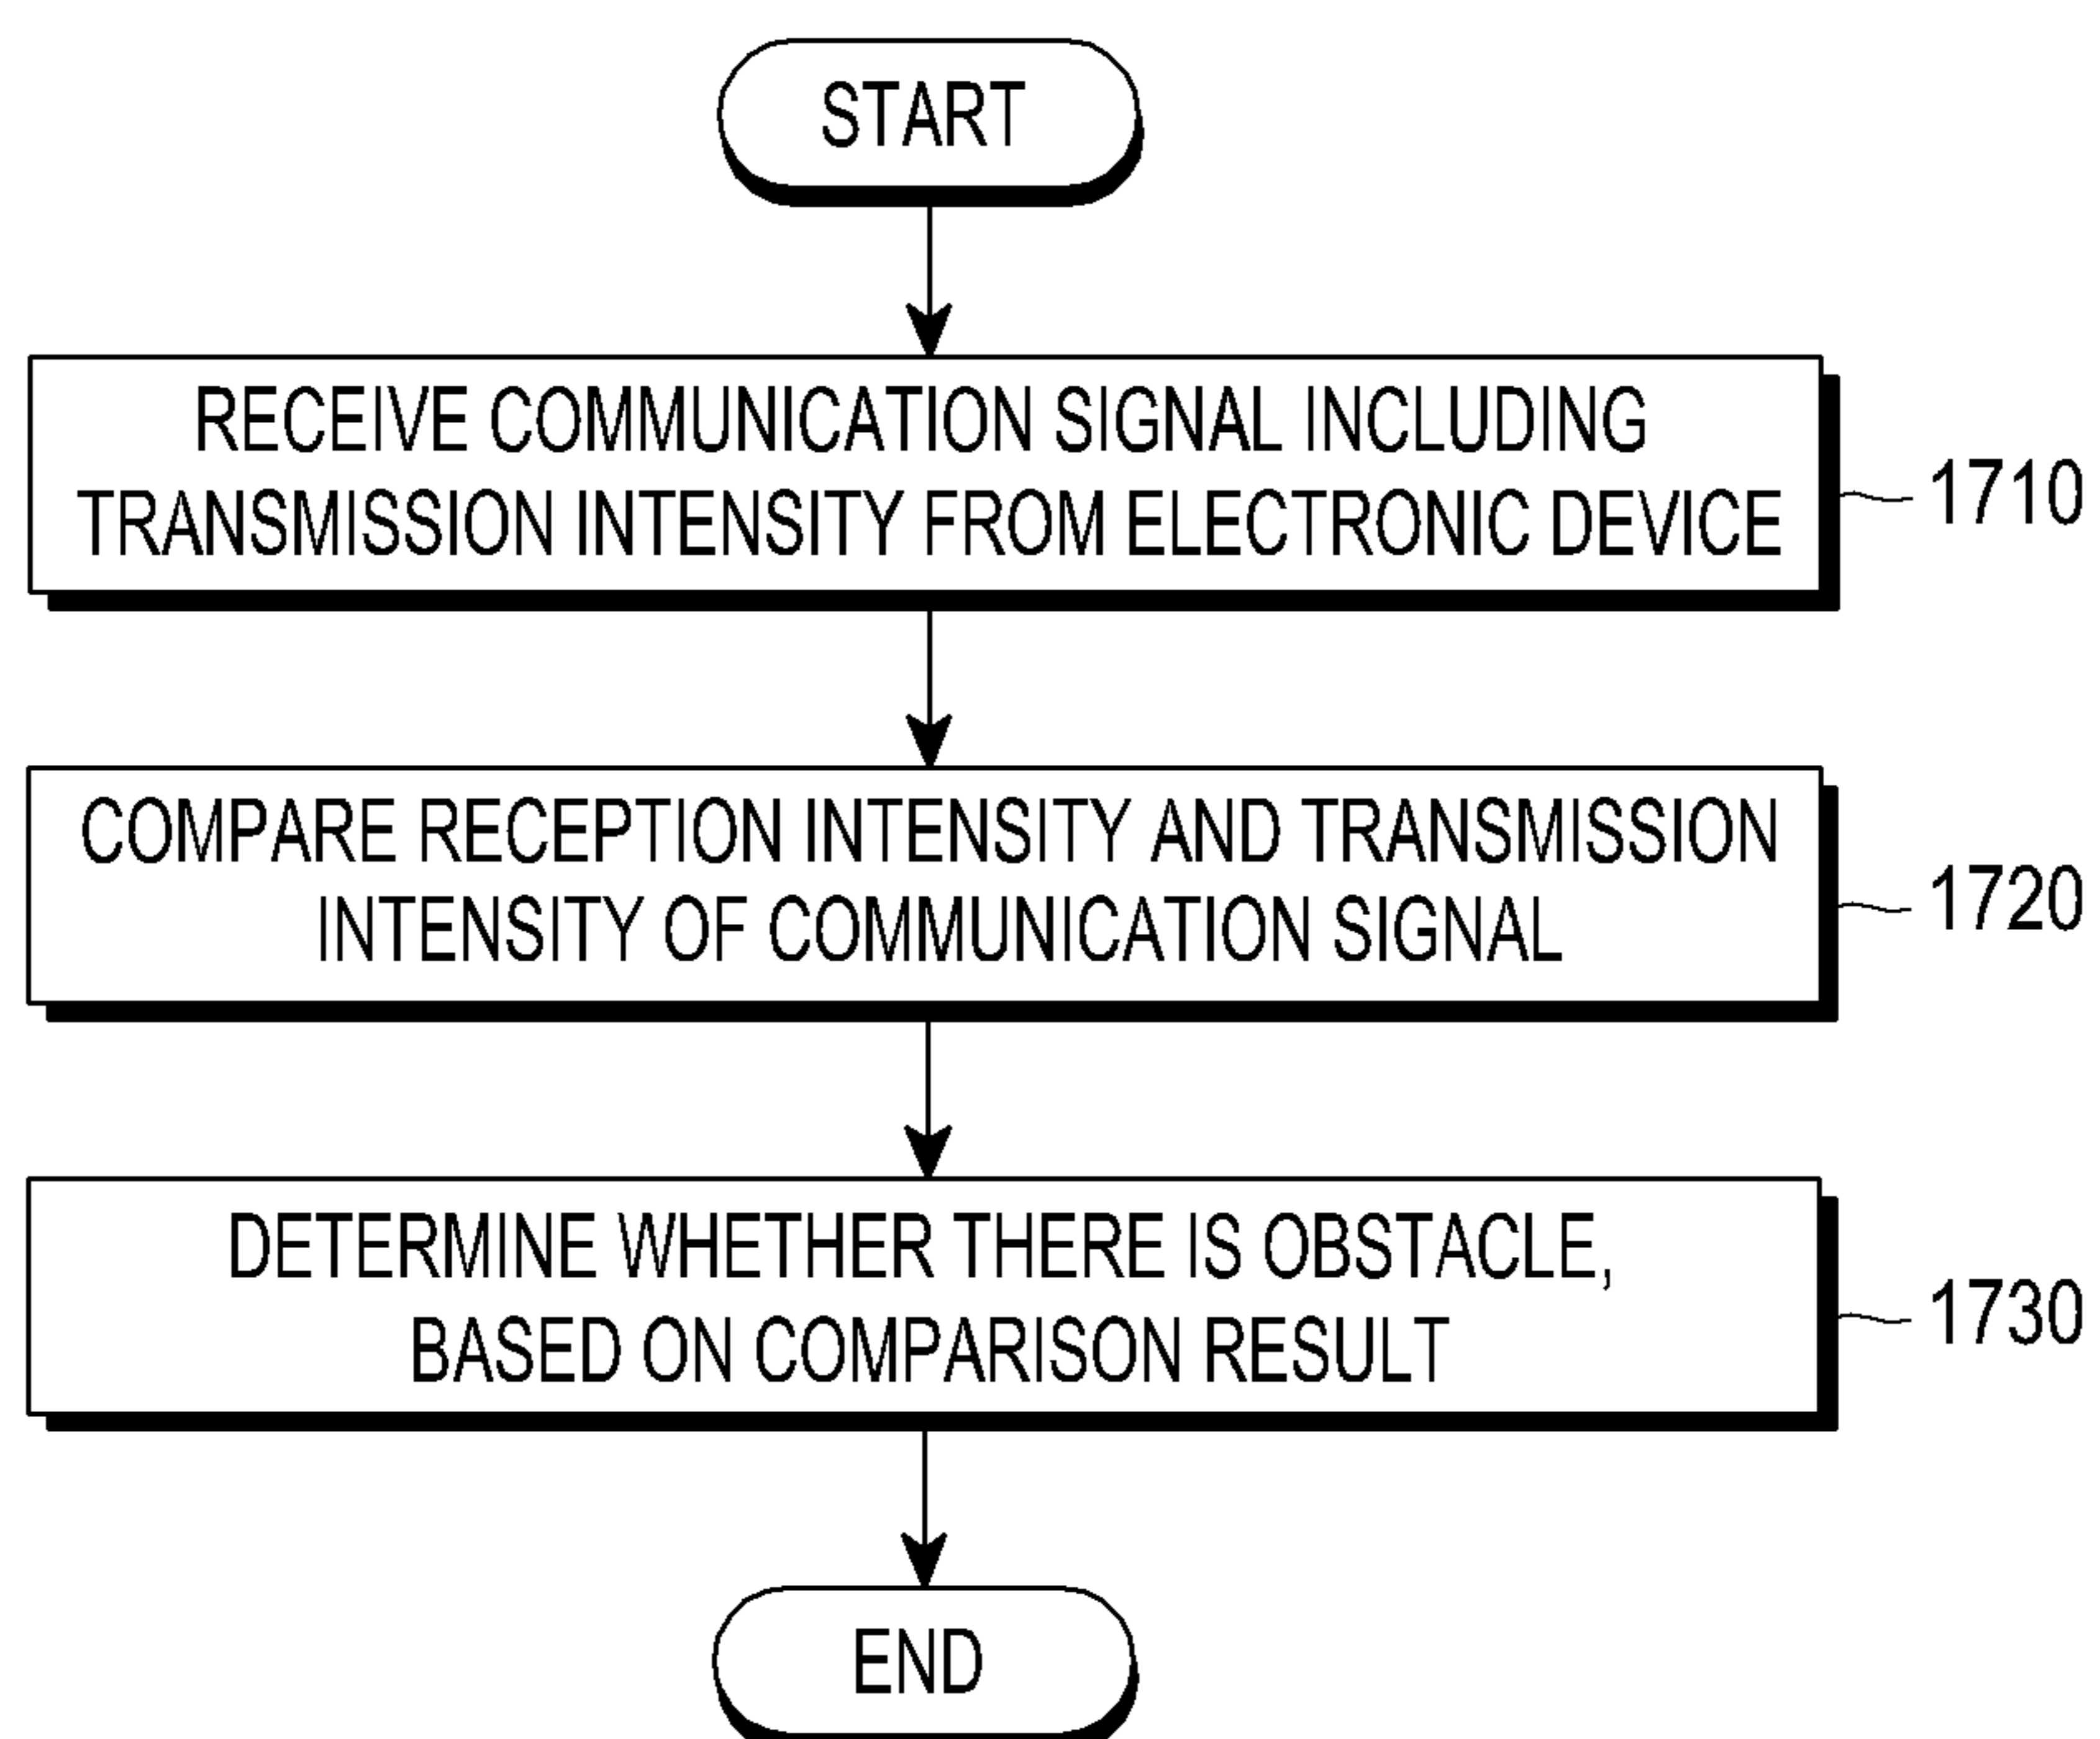 START
RECEIVE COMMUNICATION SIGNAL INCLUDING
TRANSMISSION INTENSITY FROM ELECTRONIC DEVICE
1710
COMPARE RECEPTION INTENSITY AND TRANSMISSION
INTENSITY OF COMMUNICATION SIGNAL
1720
DETERMINE WHETHER THERE IS OBSTACLE,
BASED ON COMPARISON RESULT
1730
END